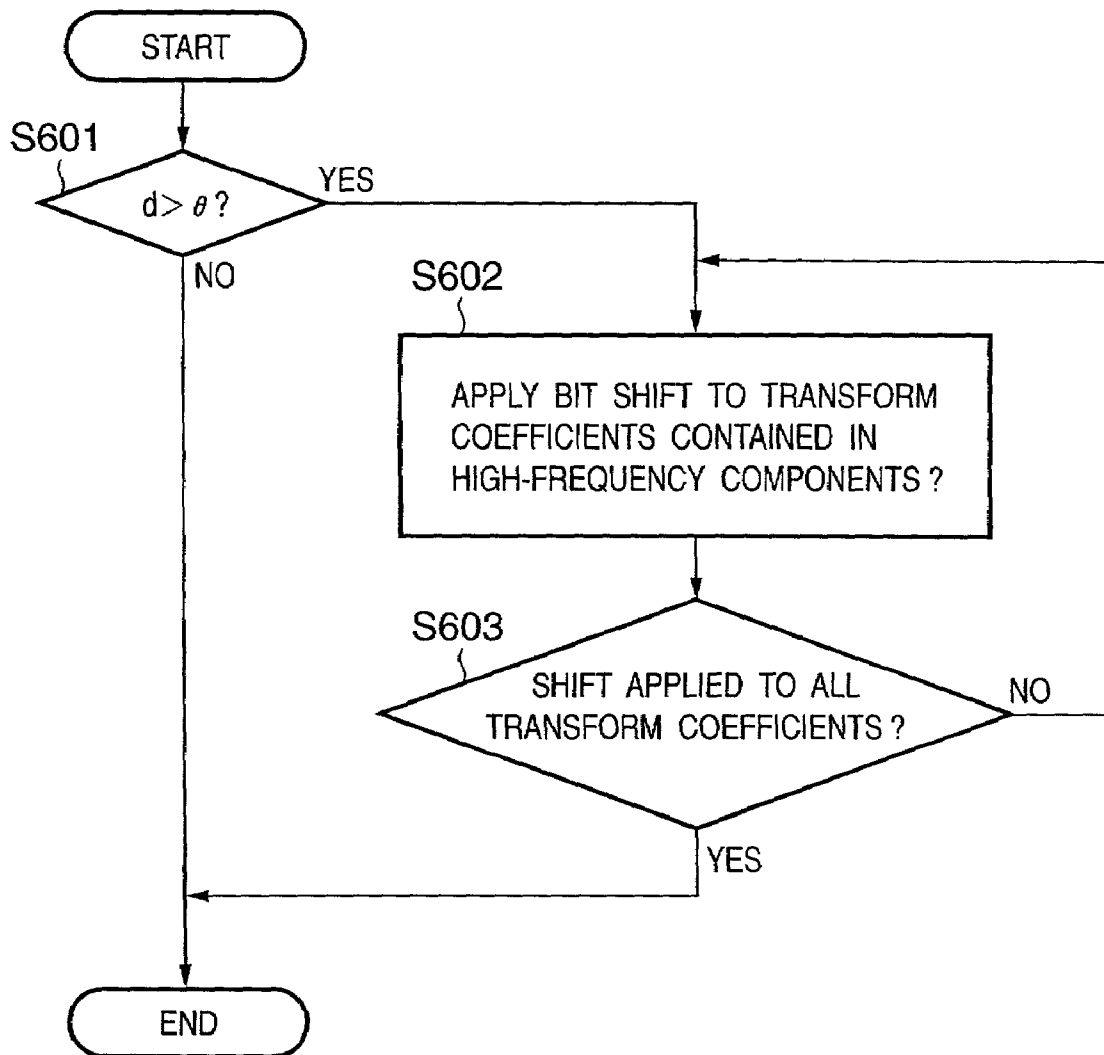 START
S601
d > θ ?
YES
NO
S602
APPLY BIT SHIFT TO TRANSFORM
COEFFICIENTS CONTAINED IN
HIGH-FREQUENCY COMPONENTS ?
S603
SHIFT APPLIED TO ALL
TRANSFORM COEFFICIENTS ?
NO
YES
END